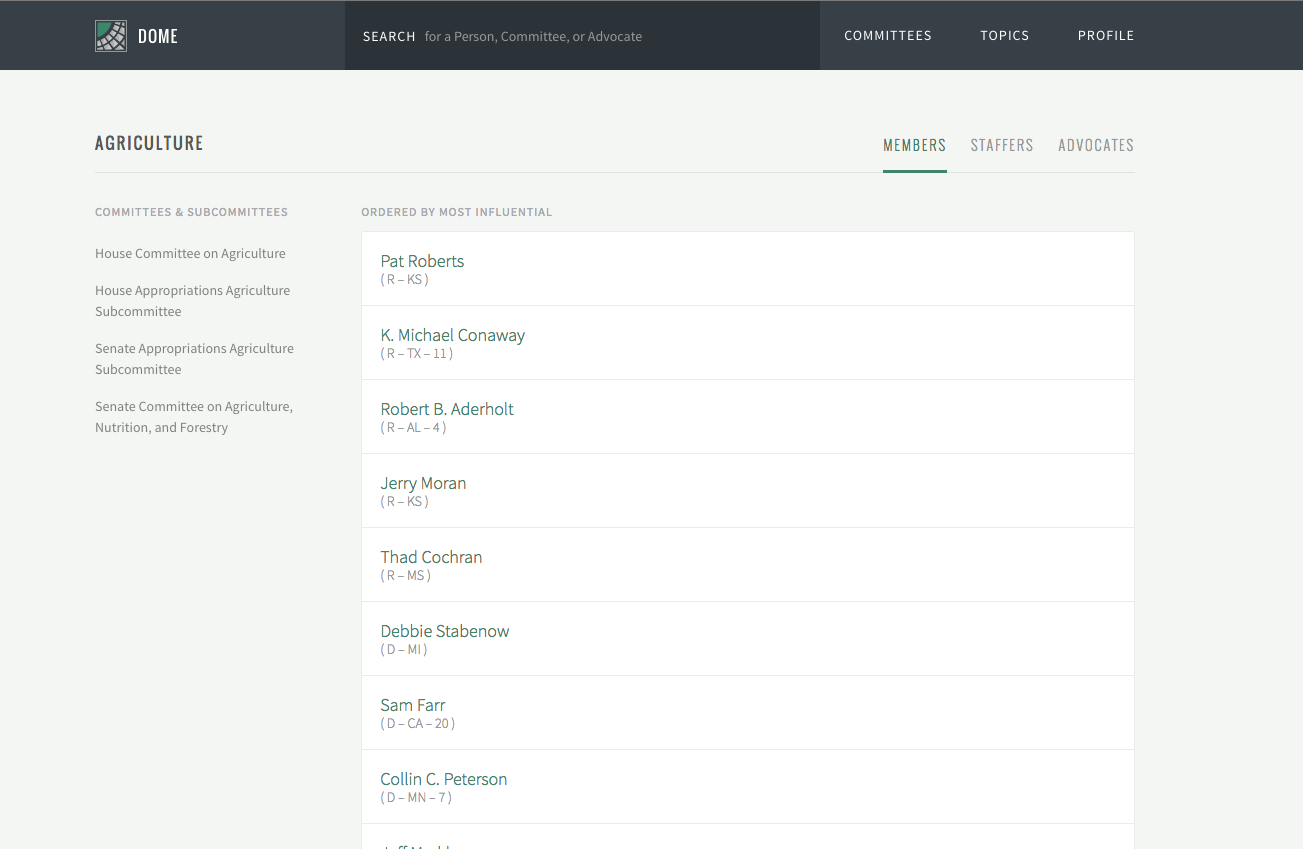 DOME
SEARCH for a Person, Committee, or Advocate
COMMITTEES
TOPICS
PROFILE
AGRICULTURE
MEMBERS
STAFFERS
ADVOCATES
COMMITTEES & SUBCOMMITTEES
House Committee on Agriculture
House Appropriations Agriculture
Subcommittee
Senate Appropriations Agriculture
Subcommittee
Senate Committee on Agriculture,
Nutrition, and Forestry
ORDERED BY MOST INFLUENTIAL
Pat Roberts
( R – KS )
K. Michael Conaway
( R – TX – 11 )
Robert B. Aderholt
( R – AL – 4 )
Jerry Moran
( R – KS )
Thad Cochran
( R – MS )
Debbie Stabenow
( D – MI )
Sam Farr
( D – CA – 20 )
Collin C. Peterson
( D – MN – 7 )